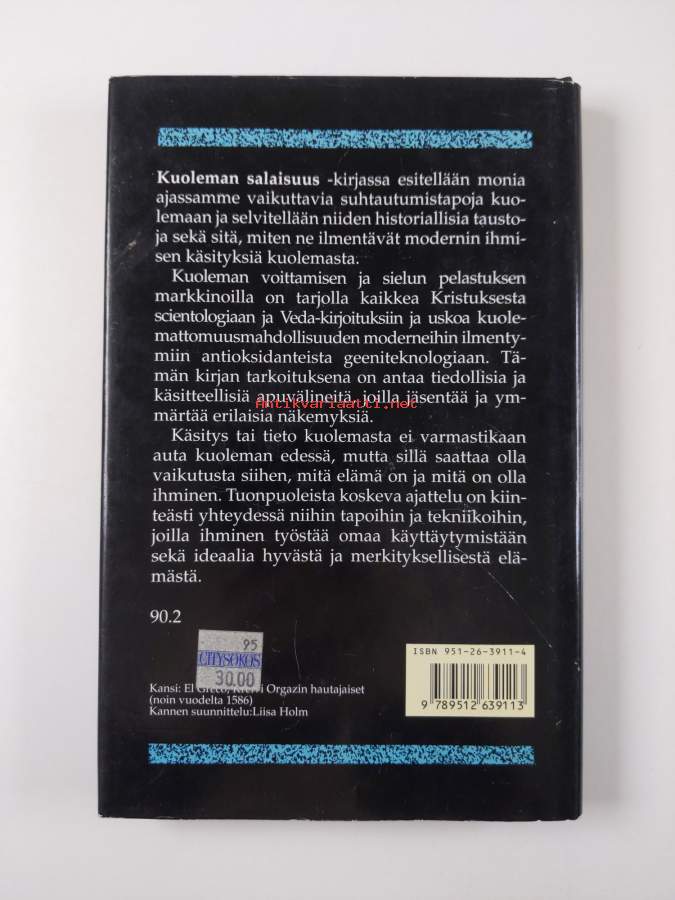 Kuoleman salaisuus -kirjassa esitellään monia
ajassamme vaikuttavia suhtautumistapoja kuo-
lemaan ja selvitellään niiden historiallisia tausto-
ja sekä sitä, miten ne ilmentävät modernin ihmi-
sen käsityksiä kuolemasta.
Kuoleman voittamisen ja sielun pelastuksen
markkinoilla on tarjolla kaikkea Kristuksesta
scientologiaan ja Veda-kirjoituksiin ja uskoa kuole-
mattomuusmahdollisuuden moderneihin ilmenty-
miin antioksidanteista geeniteknologiaan. Tä-
män kirjan tarkoituksena on antaa tiedollisia ja
käsitteellisiä apuvälineitä, joilla jäsentää ja ym-
Antikvariaatti.net
märtää erilaisia näkemyksiä.
Käsitys tai tieto kuolemasta ei varmastikaan
auta kuoleman edessä, mutta sillä saattaa olla
vaikutusta siihen, mitä elämä on ja mitä on olla
ihminen. Tuonpuoleista koskeva ajattelu on kiin-
teästi yhteydessä niihin tapoihin ja tekniikoihin,
joilla ihminen työstää omaa käyttäytymistään
sekä ideaalia hyvästä ja merkityksellisestä elä-
mästä.
90.2
95
CITYSOKOS
30.00
Kansi: El Greco, Orgazin hautajaiset
(noin vuodelta 1586)
Kannen suunnittelu:Liisa Holm
ISBN 951-26-3911-4
9 789512 639113